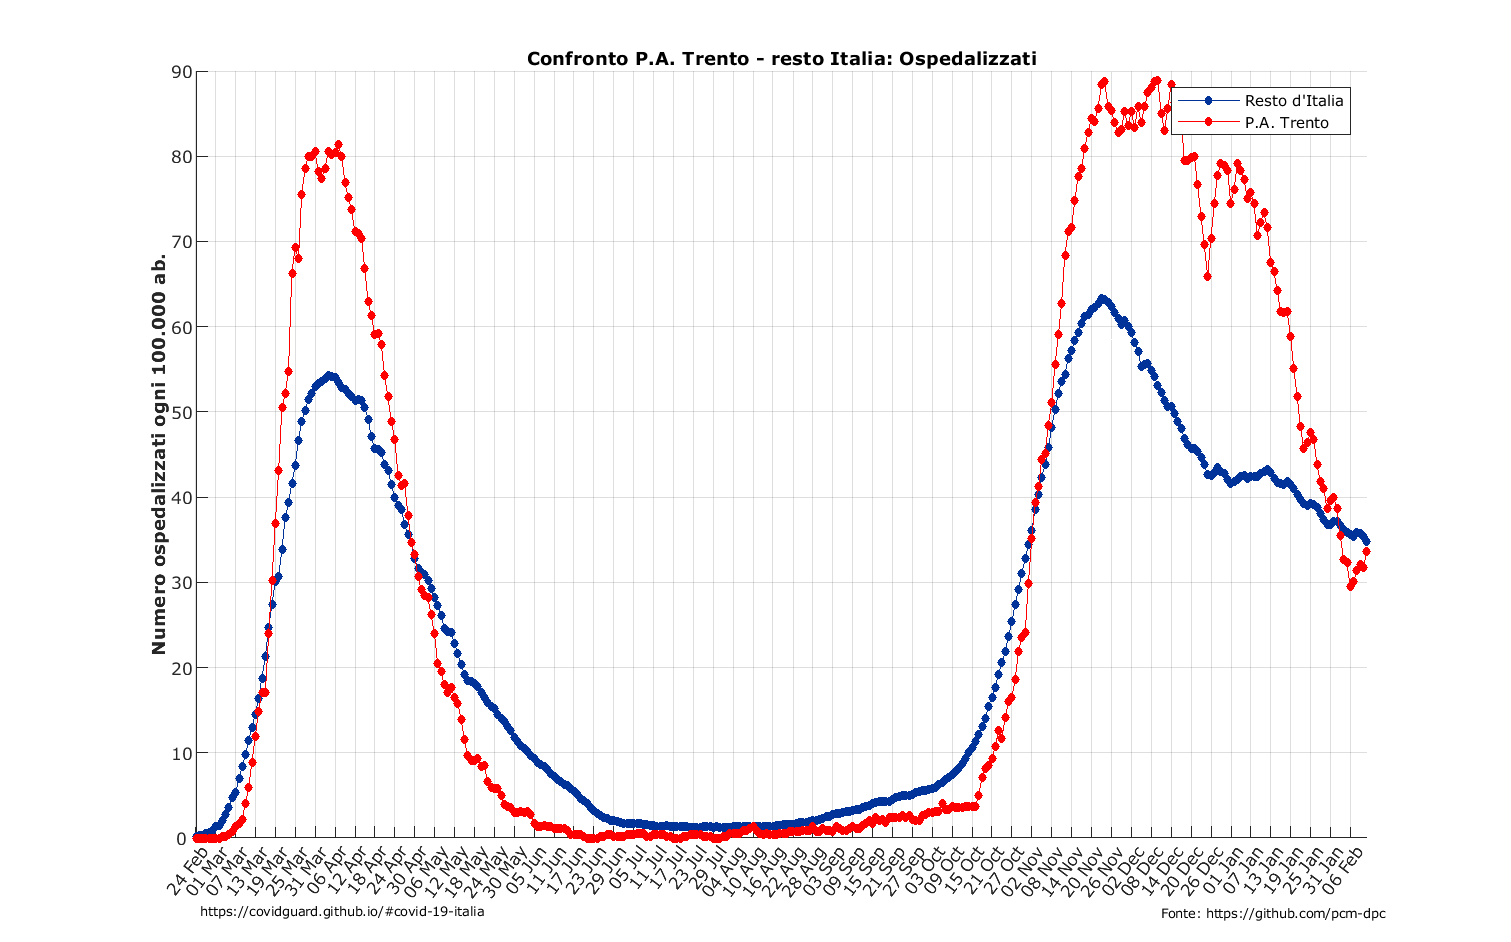 Confronto P.A. Trento - resto Italia: Ospedalizzati
Numero ospedalizzati ogni 100.000 ab.
90
80
70
60
50
40
30
20
10
0
Resto d'Italia
P.A. Trento
24 Feb
01 Mar
07 Mar
13 Mar
19 Mar
25 Mar
31 Mar
06 Apr
12 Apr
18 Apr
24 Apr
30 Apr
06 May
12 May
18 May
24 May
30 May
05 Jun
11 Jun
17 Jun
23 Jun
29 Jun
05 Jul
11 Jul
17 Jul
23 Jul
29 Jul
04 Aug
10 Aug
16 Aug
22 Aug
28 Aug
03 Sep
09 Sep
15 Sep
21 Sep
27 Sep
03 Oct
09 Oct
15 Oct
21 Oct
27 Oct
02 Nov
08 Nov
14 Nov
20 Nov
26 Nov
02 Dec
08 Dec
14 Dec
20 Dec
26 Dec
01 Jan
07 Jan
13 Jan
19 Jan
25 Jan
31 Jan
06 Feb
https://covidguard.github.io/#covid-19-italia
Fonte: https://github.com/pcm-dpc